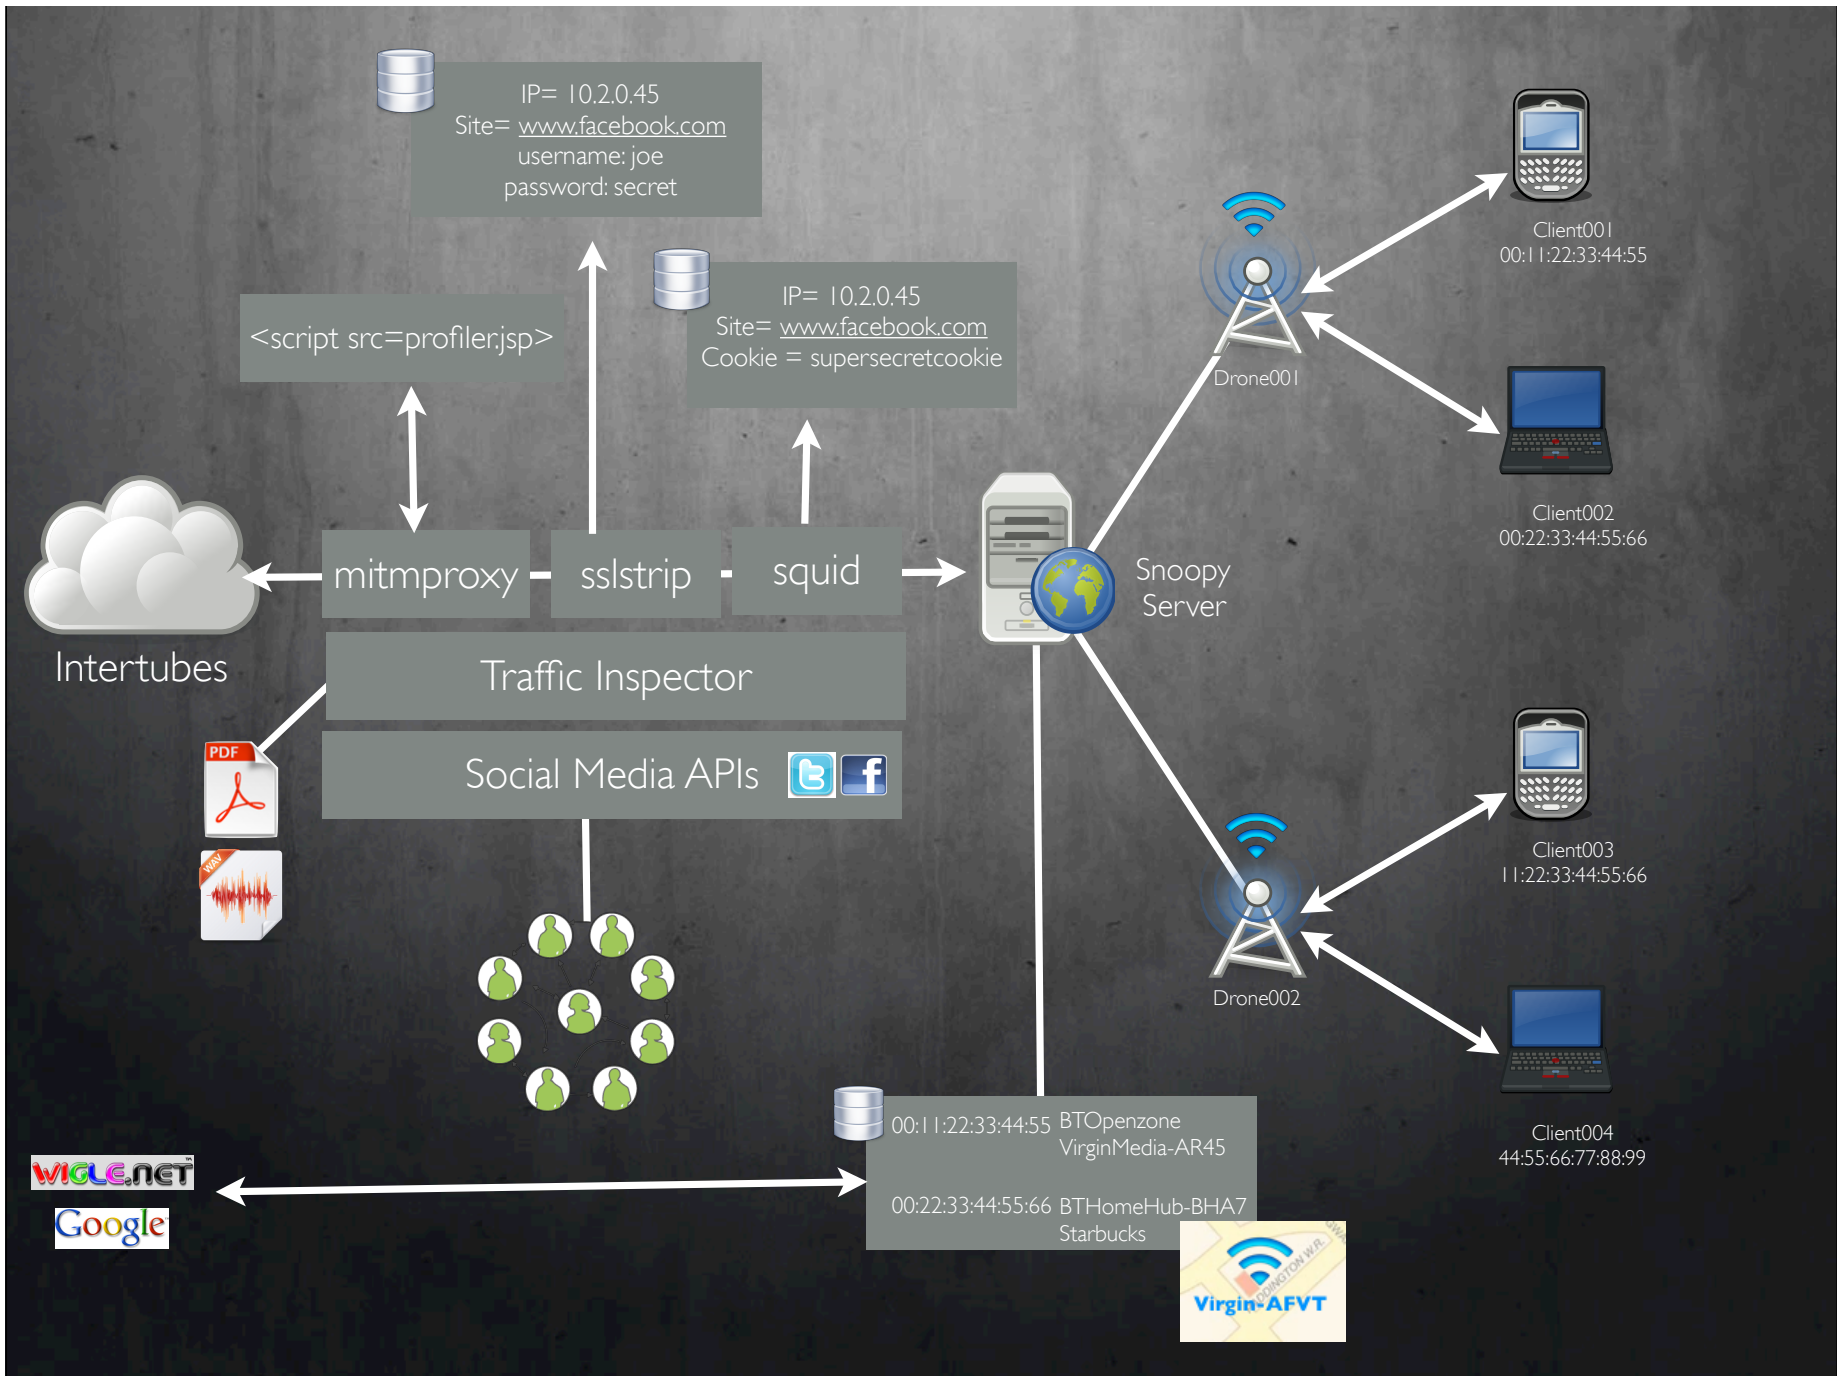 IP= 10.2.0.45
Site= www.facebook.com
username: joe
password: secret
IP= 10.2.0.45
Site= www.facebook.com
Cookie = supersecretcookie
<script src=profiler.jsp>
mitmproxy
sslstrip
squid
Intertubes
Traffic Inspector
Social Media APIs
PDF
WAV
Snoopy
Server
Drone001
Client001
00:11:22:33:44:55
Client002
00:22:33:44:55:66
Drone002
Client003
11:22:33:44:55:66
Client004
44:55:66:77:88:99
WIGLE.NET
Google
00:11:22:33:44:55 BTOpenzone
VirginMedia-AR45
00:22:33:44:55:66 BTHomeHub-BHA7
Starbucks
Virgin-AFVT